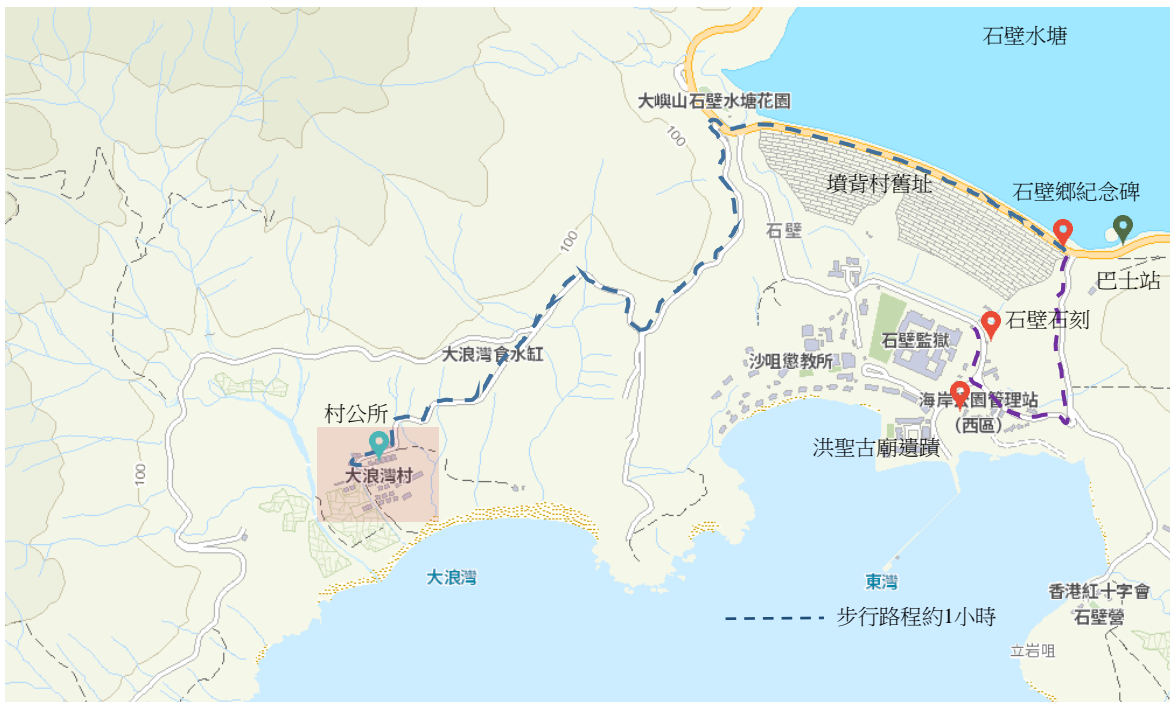 石壁水塘
大嶼山石壁水塘花園
100
墳背村舊址
石壁鄉紀念碑
石壁
100
巴士站
石壁石刻
石壁監獄
大浪灣食水缸
沙咀懲教所
海岸公園管理站
(西區)
村公所
洪聖古廟遺蹟
大浪灣村
100
大浪灣
東灣
香港紅十字會
石壁營
步行路程約1小時
立岩咀